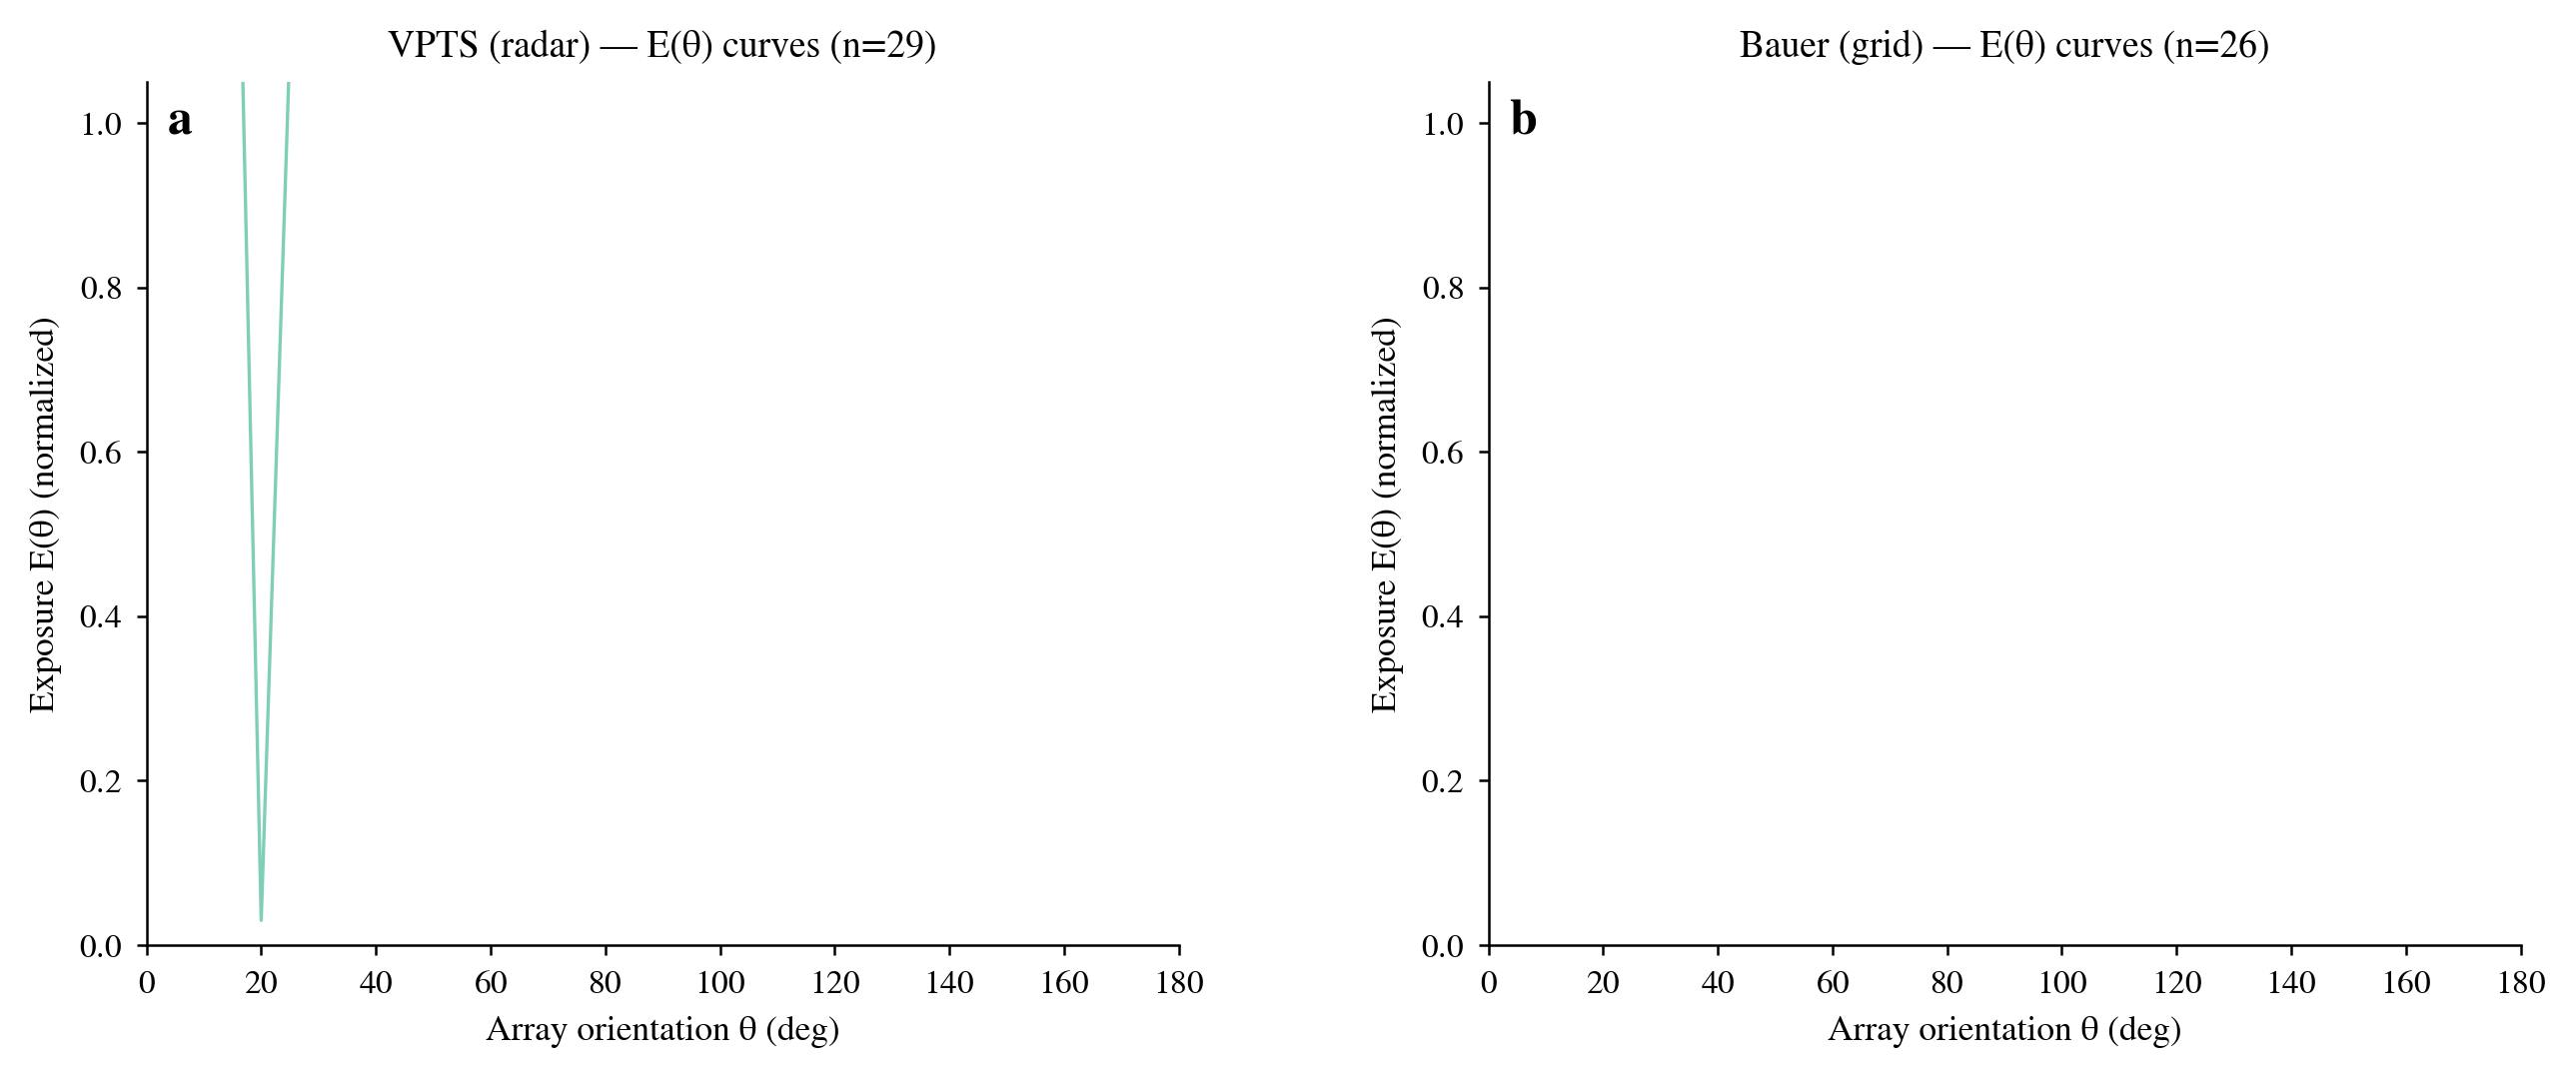 VPTS (radar) — E(θ) curves (n=29)
a
Exposure E(θ) (normalized)
1.0
0.8
0.6
0.4
0.2
0.0
0 20 40 60 80 100 120 140 160 180
Array orientation θ (deg)
Bauer (grid) — E(θ) curves (n=26)
b
Exposure E(θ) (normalized)
1.0
0.8
0.6
0.4
0.2
0.0
0 20 40 60 80 100 120 140 160 180
Array orientation θ (deg)